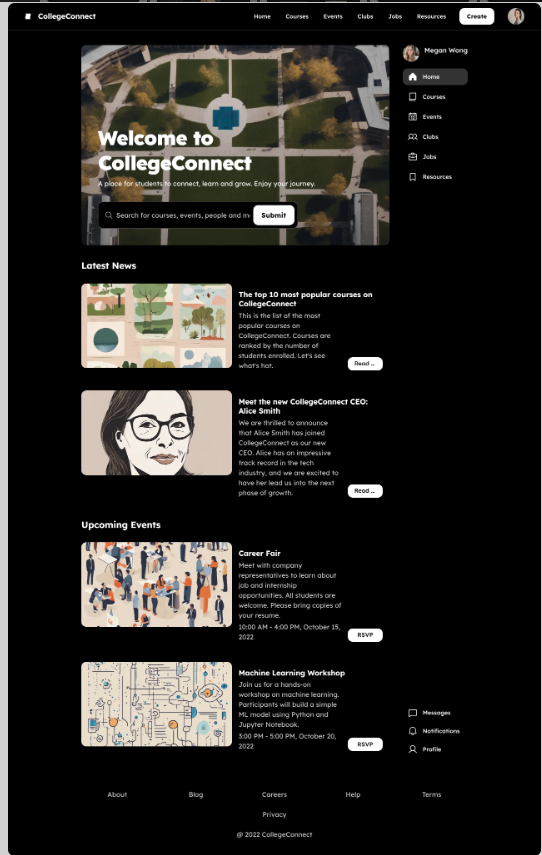 CollegeConnect
Home
Courses
Events
Clubs
Jobs
Resources
Create
Welcome to
CollegeConnect
A place for students to connect, learn and grow. Enjoy your journey.
Search for courses, events, people and m
Submit
Megan Wong
Home
Courses
Events
Clubs
Jobs
Resources
Latest News
The top 10 most popular courses on
CollegeConnect
This is the list of the most
popular courses on
CollegeConnect. Courses are
ranked by the number of
students enrolled. Let's see
what's hot.
Read ...
Meet the new CollegeConnect CEO:
Alice Smith
We are thrilled to announce
that Alice Smith has joined
CollegeConnect as our new
CEO. Alice has an impressive
track record in the tech
industry, and we are excited to
have her lead us into the next
phase of growth.
Read ...
Upcoming Events
Career Fair
Meet with company
representatives to learn about
job and internship
opportunities. All students are
welcome. Please bring copies of
your resume.
10:00 AM - 4:00 PM, October 15,
2022
RSVP
Machine Learning Workshop
Join us for a hands-on
workshop on machine learning.
Participants will build a simple
ML model using Python and
Jupyter Notebook.
3:00 PM - 5:00 PM, October 20,
2022
RSVP
Messages
Notifications
Profile
About
Blog
Careers
Help
Terms
Privacy
@ 2022 CollegeConnect